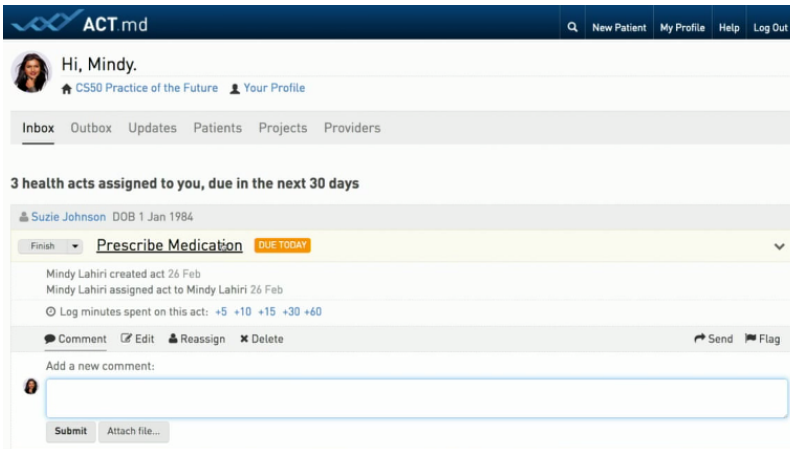 ACT.md
New Patient My Profile Help Log Out
Hi, Mindy.
CS50 Practice of the Future Your Profile
Inbox Outbox Updates Patients Projects Providers
3 health acts assigned to you, due in the next 30 days
Suzie Johnson DOB 1 Jan 1984
Finish Prescribe Medication DUE TODAY
Mindy Lahiri created act 26 Feb
Mindy Lahiri assigned act to Mindy Lahiri 26 Feb
Log minutes spent on this act: +5 +10 +15 +30 +60
Comment Edit Reassign Delete Send Flag
Add a new comment:
Submit Attach file...